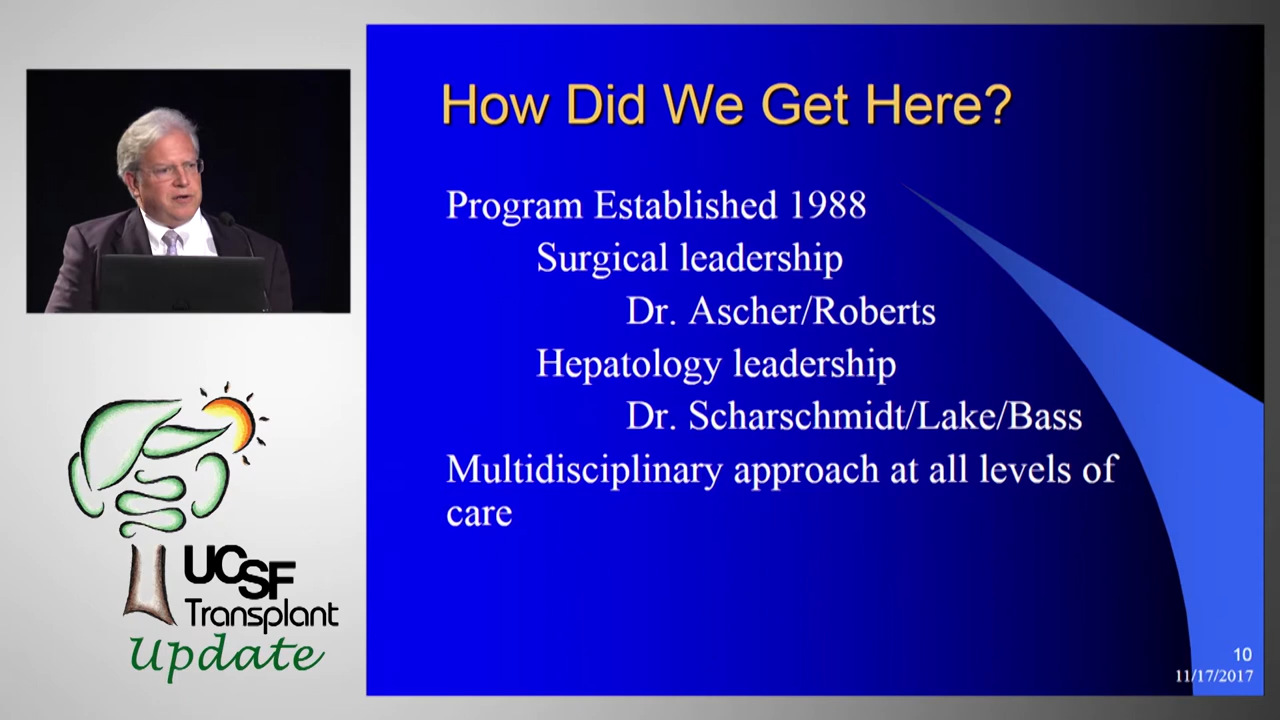 How Did We Get Here?
Program Established 1988
Surgical leadership
Dr. Ascher/Roberts
Hepatology leadership
Dr. Scharschmidt/Lake/Bass
Multidisciplinary approach at all levels of
care
10
11/17/2017
UCSF
Transplant
Update